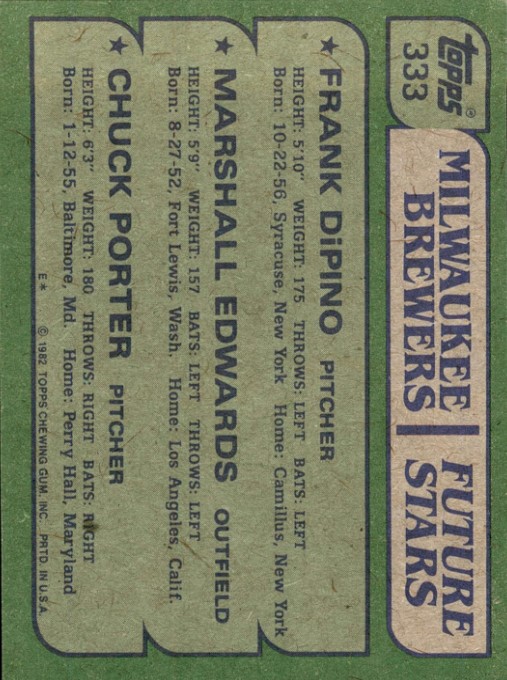 topps®
333
MILWAUKEE
BREWERS
FUTURE
STARS
★ FRANK DiPINO PITCHER
HEIGHT: 5'10" WEIGHT: 175 THROWS: LEFT BATS: LEFT
Born: 10-22-56, Syracuse, New York Home: Camillus, New York
★ MARSHALL EDWARDS OUTFIELD
HEIGHT: 5'9" WEIGHT: 157 BATS: LEFT THROWS: LEFT
Born: 8-27-52, Fort Lewis, Wash. Home: Los Angeles, Calif.
★ CHUCK PORTER PITCHER
HEIGHT: 6'3" WEIGHT: 180 THROWS: RIGHT BATS: RIGHT
Born: 1-12-55, Baltimore, Md. Home: Perry Hall, Maryland
E* © 1982 TOPPS CHEWING GUM, INC. PRTD. IN U.S.A.